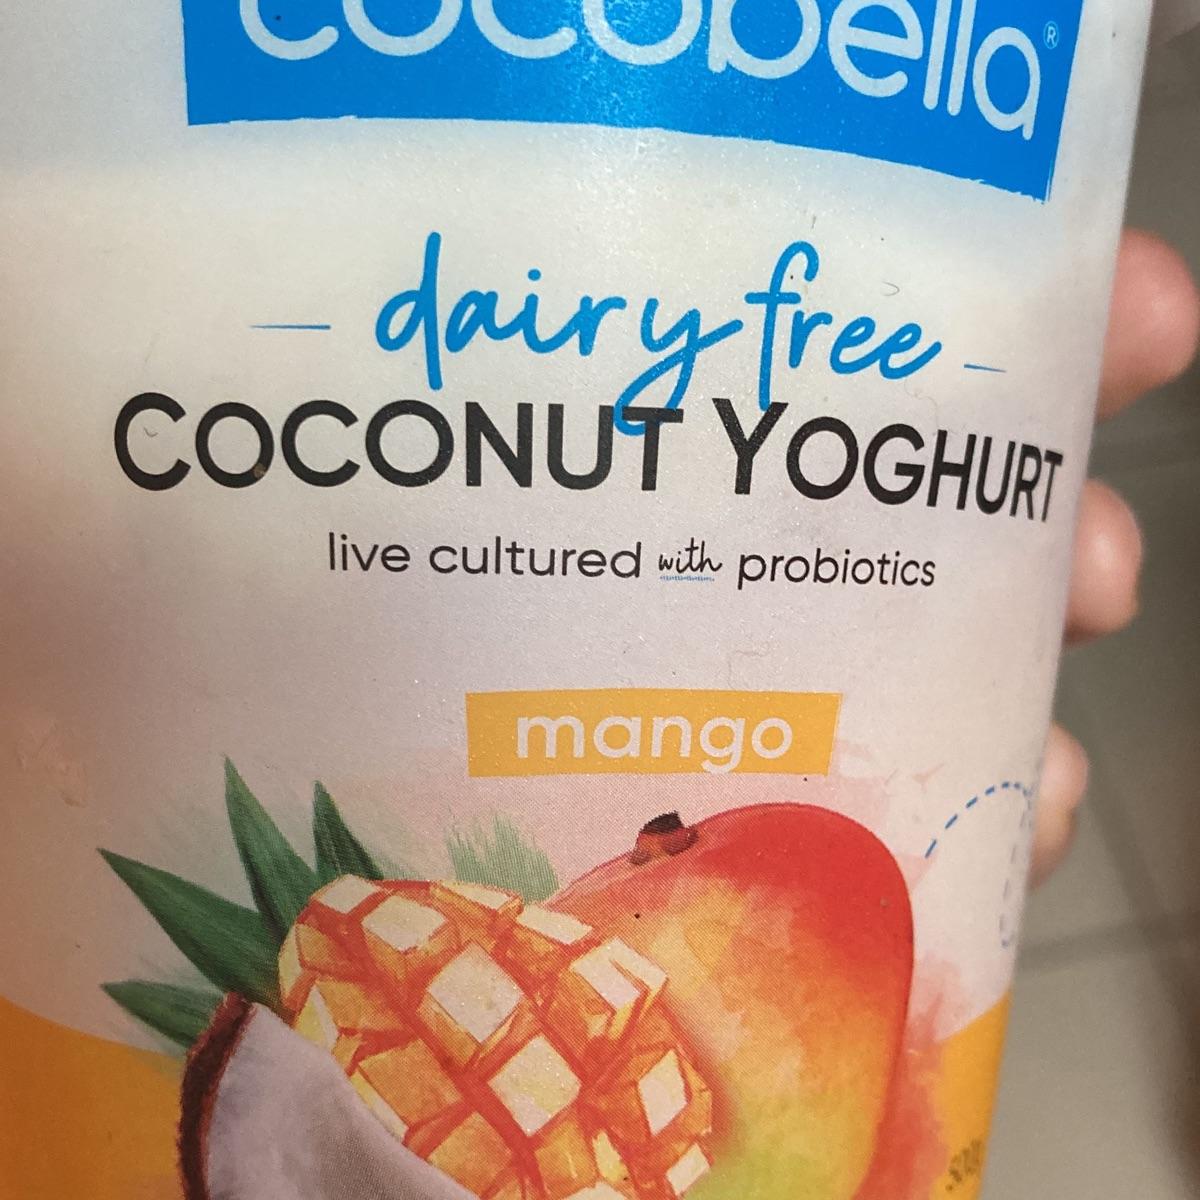 cocobella®
dairy free
COCONUT YOGHURT
live cultured with probiotics
mango